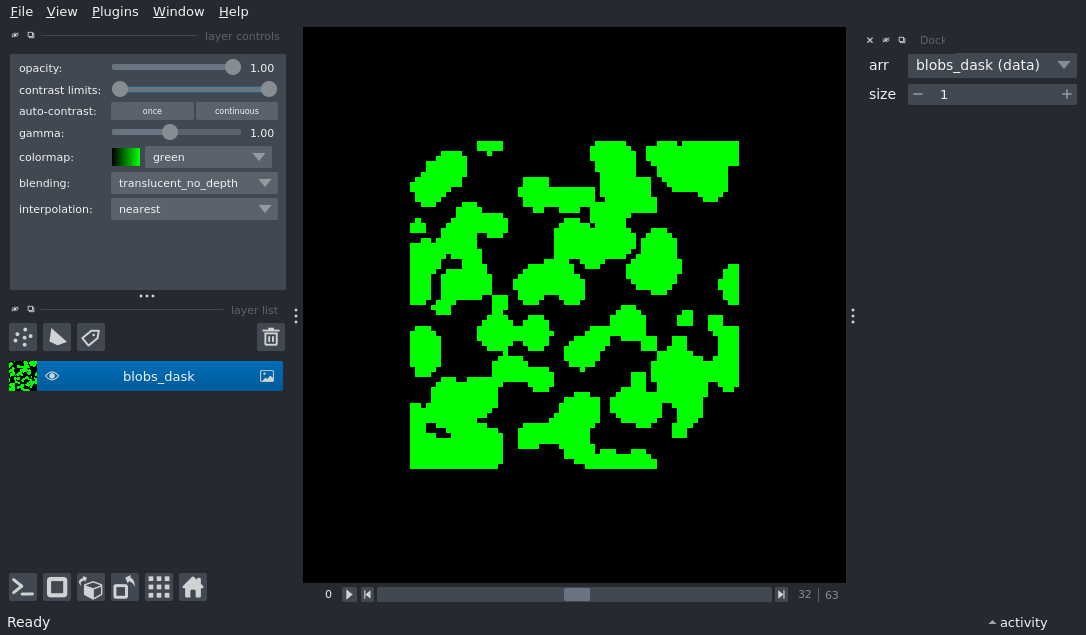 File View Plugins Window Help
layer controls
opacity: 1.00
contrast limits:
auto-contrast: once continuous
gamma: 1.00
colormap: green
blending: translucent_no_depth
interpolation: nearest
layer list
blobs_dask
0 32 63
Dock
arr blobs_dask (data)
size 1
Ready
activity